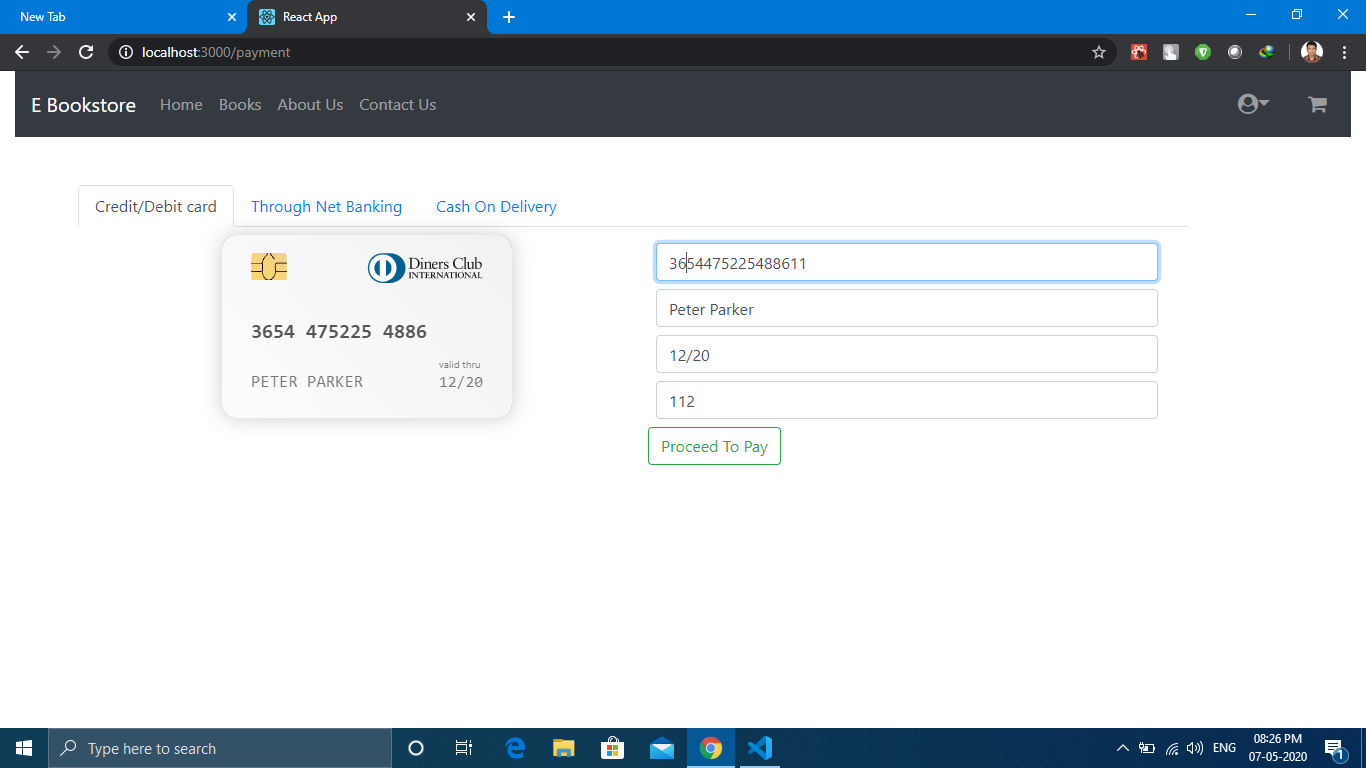 New Tab
React App
localhost:3000/payment
E Bookstore Home Books About Us Contact Us
Credit/Debit card Through Net Banking Cash On Delivery
Diners Club
INTERNATIONAL
3654 475225 4886
valid thru
PETER PARKER 12/20
3654475225488611
Peter Parker
12/20
112
Proceed To Pay
Type here to search
ENG
08:26 PM
07-05-2020
1